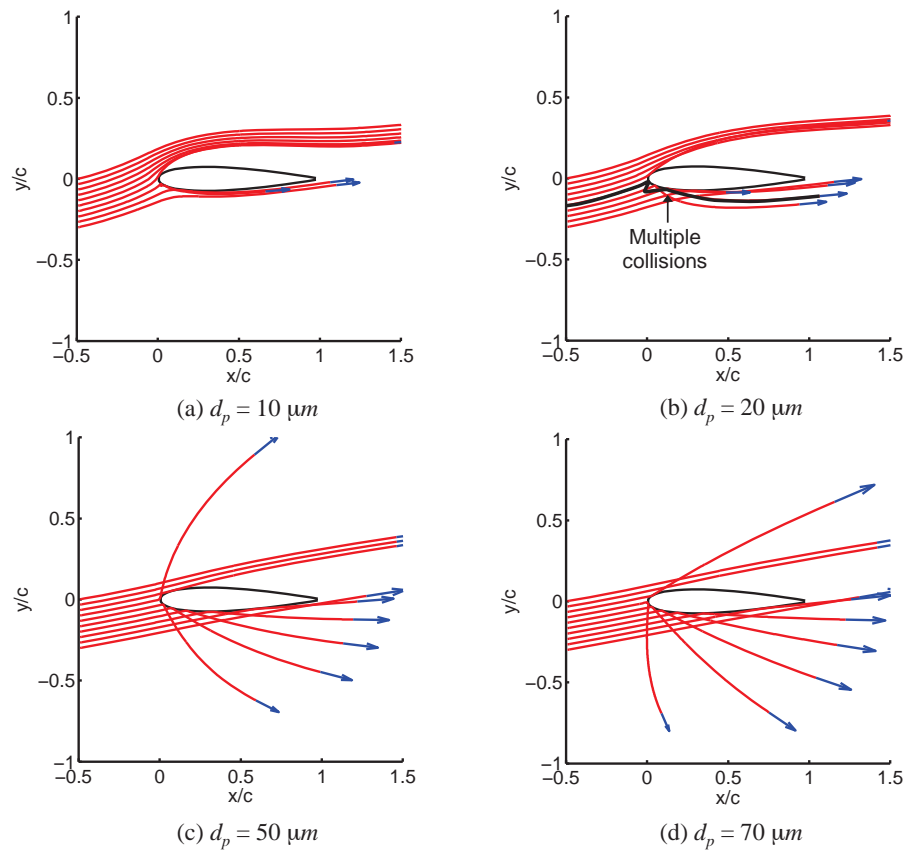 1
0.5
0
−0.5
−1
−0.5 0 0.5 1 1.5
y/c
x/c
(a) d_p = 10 μm
1
0.5
0
−0.5
−1
−0.5 0 0.5 1 1.5
y/c
x/c
Multiple
collisions
(b) d_p = 20 μm
1
0.5
0
−0.5
−1
−0.5 0 0.5 1 1.5
y/c
x/c
(c) d_p = 50 μm
1
0.5
0
−0.5
−1
−0.5 0 0.5 1 1.5
y/c
x/c
(d) d_p = 70 μm